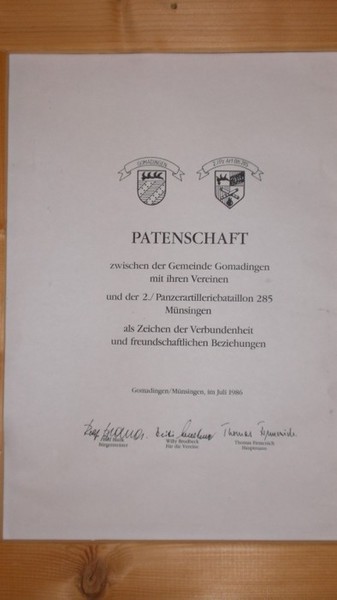 GOMADINGEN
PATENSCHAFT
zwischen der Gemeinde Gomadingen
mit ihren Vereinen
und der 2./Panzerartilleriebataillon 285
Münsingen
als Zeichen der Verbundenheit
und freundschaftlichen Beziehungen
Gomadingen/Münsingen, im Juli 1986
Bürgermeister
Für die Vereine
Thomas